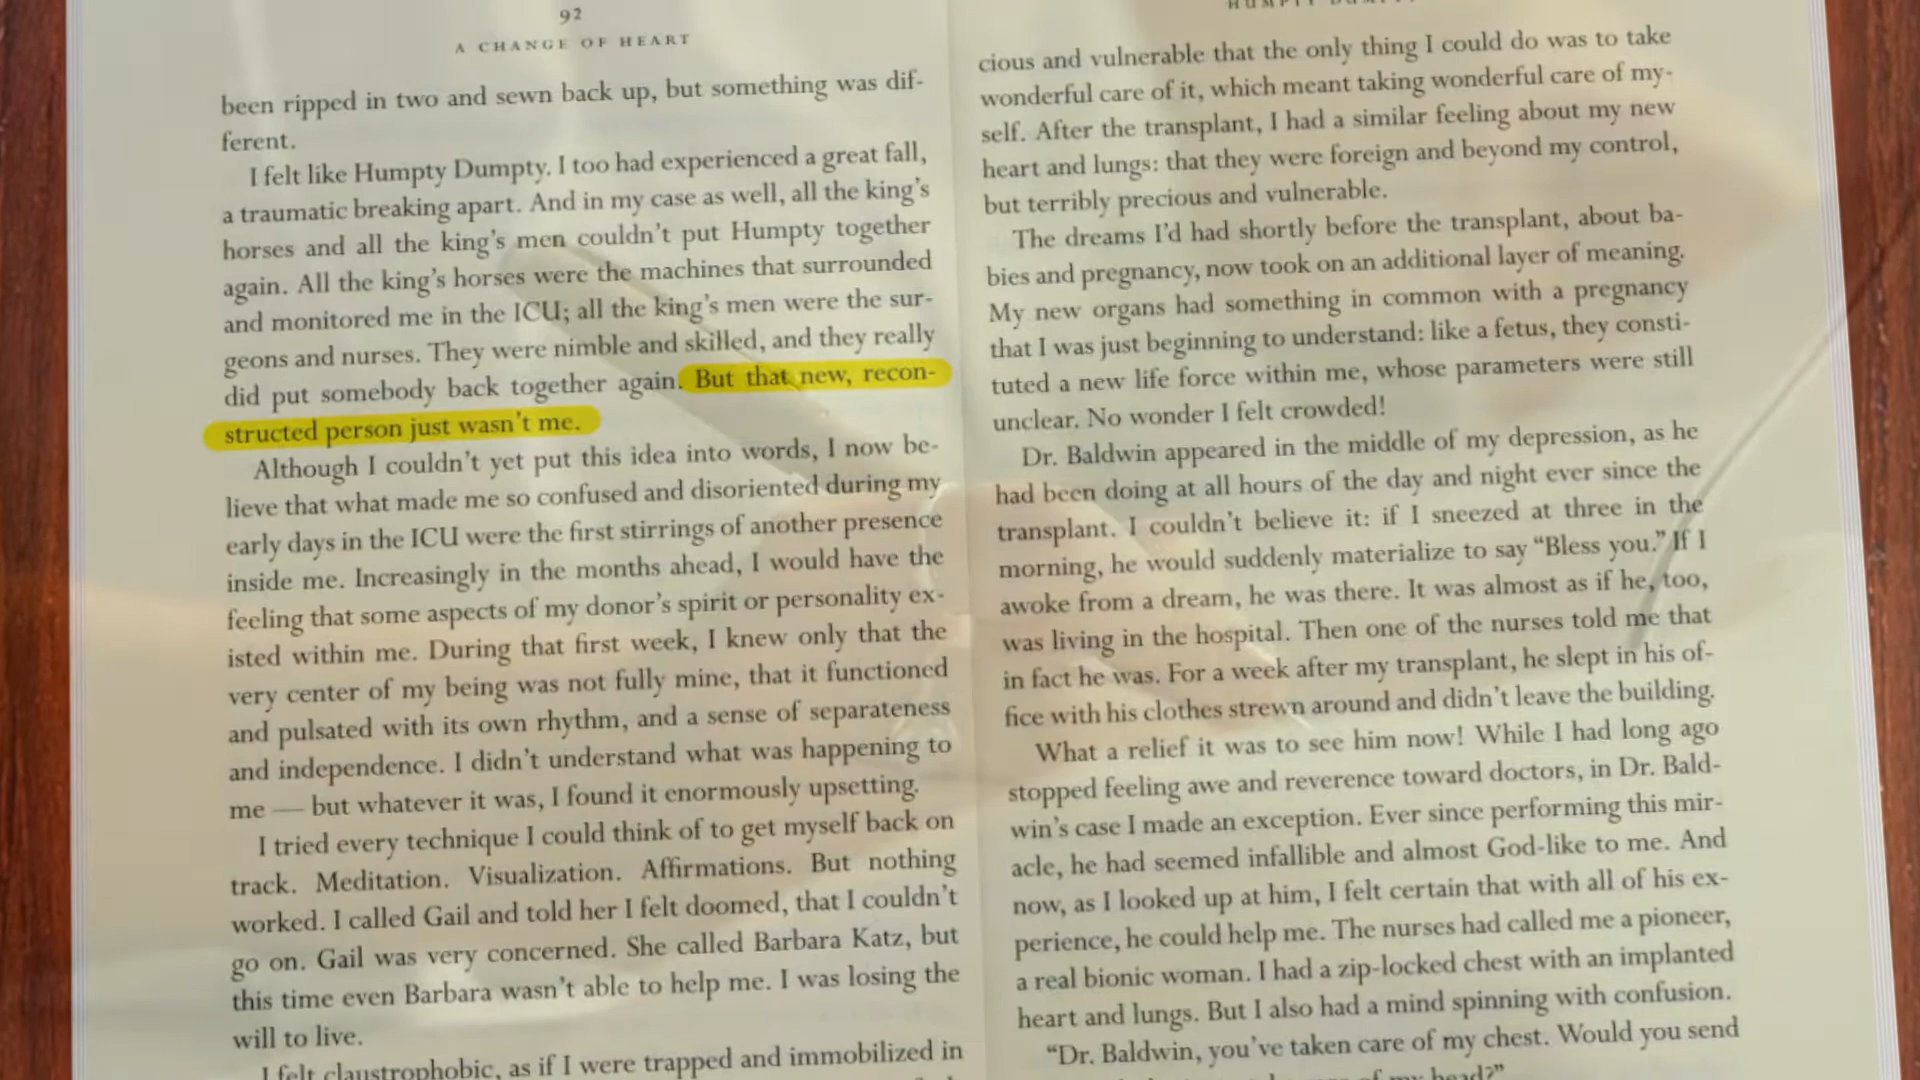 92
A CHANGE OF HEART
been ripped in two and sewn back up, but something was dif-
ferent.
I felt like Humpty Dumpty. I too had experienced a great fall,
a traumatic breaking apart. And in my case as well, all the king's
horses and all the king's men couldn't put Humpty together
again. All the king's horses were the machines that surrounded
and monitored me in the ICU; all the king's men were the sur-
geons and nurses. They were nimble and skilled, and they really
did put somebody back together again. But that new, recon-
structed person just wasn't me.
Although I couldn't yet put this idea into words, I now be-
lieve that what made me so confused and disoriented during my
early days in the ICU were the first stirrings of another presence
inside me. Increasingly in the months ahead, I would have the
feeling that some aspects of my donor's spirit or personality ex-
isted within me. During that first week, I knew only that the
very center of my being was not fully mine, that it functioned
and pulsated with its own rhythm, and a sense of separateness
and independence. I didn't understand what was happening to
me — but whatever it was, I found it enormously upsetting.
I tried every technique I could think of to get myself back on
track. Meditation. Visualization. Affirmations. But nothing
worked. I called Gail and told her I felt doomed, that I couldn't
go on. Gail was very concerned. She called Barbara Katz, but
this time even Barbara wasn't able to help me. I was losing the
will to live.
I felt claustrophobic, as if I were trapped and immobilized in
cious and vulnerable that the only thing I could do was to take
wonderful care of it, which meant taking wonderful care of my-
self. After the transplant, I had a similar feeling about my new
heart and lungs: that they were foreign and beyond my control,
but terribly precious and vulnerable.
The dreams I'd had shortly before the transplant, about ba-
bies and pregnancy, now took on an additional layer of meaning.
My new organs had something in common with a pregnancy
that I was just beginning to understand: like a fetus, they consti-
tuted a new life force within me, whose parameters were still
unclear. No wonder I felt crowded!
Dr. Baldwin appeared in the middle of my depression, as he
had been doing at all hours of the day and night ever since the
transplant. I couldn't believe it: if I sneezed at three in the
morning, he would suddenly materialize to say “Bless you.” If I
awoke from a dream, he was there. It was almost as if he, too,
was living in the hospital. Then one of the nurses told me that
in fact he was. For a week after my transplant, he slept in his of-
fice with his clothes strewn around and didn't leave the building.
What a relief it was to see him now! While I had long ago
stopped feeling awe and reverence toward doctors, in Dr. Bald-
win's case I made an exception. Ever since performing this mir-
acle, he had seemed infallible and almost God-like to me. And
now, as I looked up at him, I felt certain that with all of his ex-
perience, he could help me. The nurses had called me a pioneer,
a real bionic woman. I had a zip-locked chest with an implanted
heart and lungs. But I also had a mind spinning with confusion.
“Dr. Baldwin, you've taken care of my chest. Would you send
of my head?”